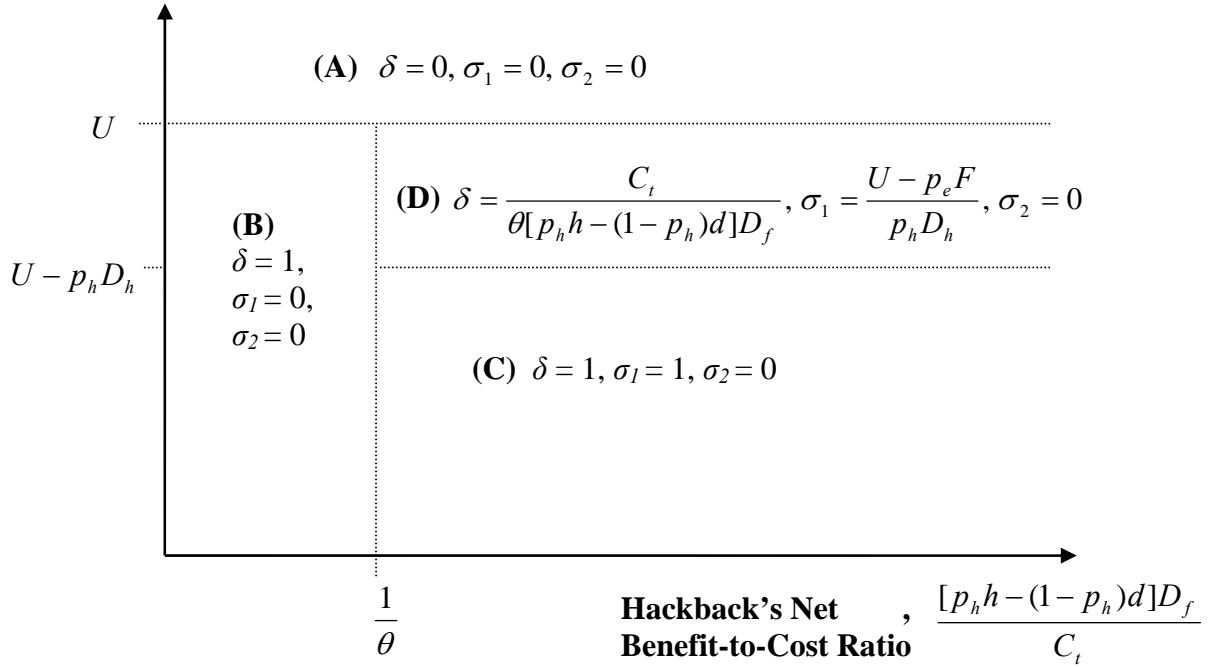 (A) δ = 0, σ₁ = 0, σ₂ = 0
U
(D) δ = C_t / θ[p_h h − (1 − p_h)d]D_f , σ₁ = U − p_e F / p_h D_h , σ₂ = 0
(B)
δ = 1,
σ₁ = 0,
σ₂ = 0
U − p_h D_h
(C) δ = 1, σ₁ = 1, σ₂ = 0
1/θ
Hackback's Net
Benefit-to-Cost Ratio , [p_h h − (1 − p_h)d]D_f / C_t